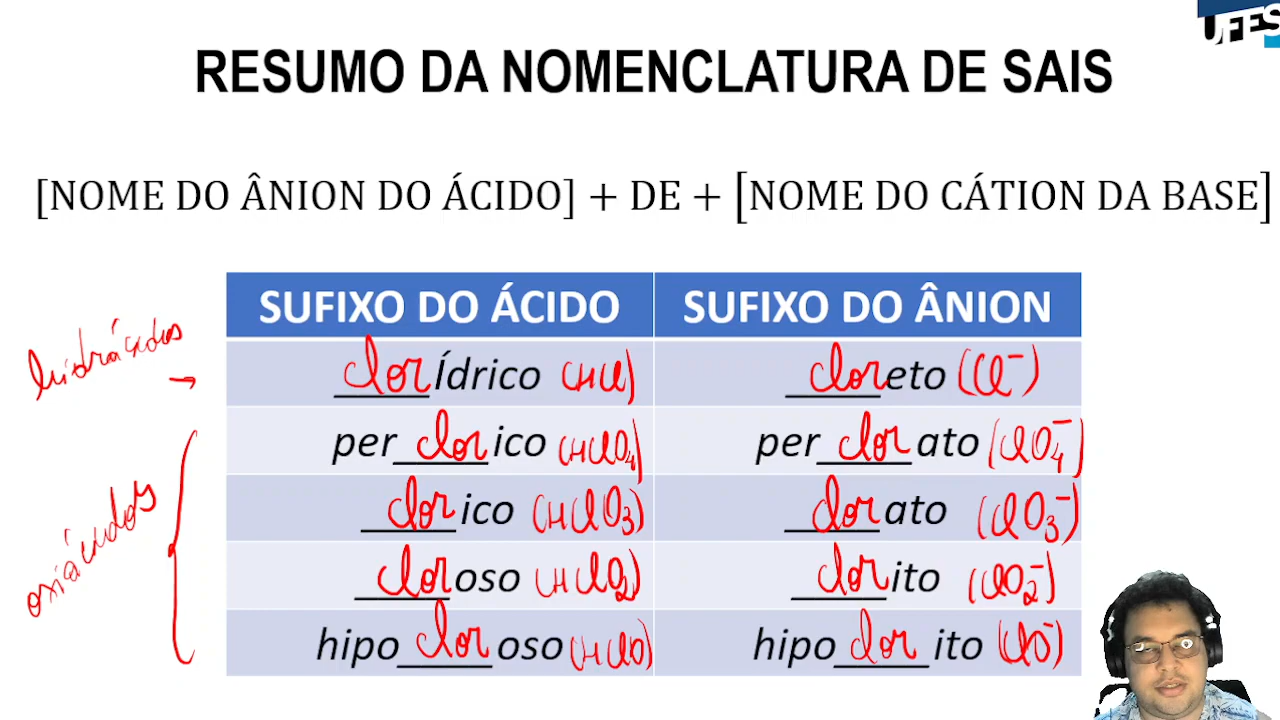 UFES
RESUMO DA NOMENCLATURA DE SAIS
[NOME DO ÂNION DO ÁCIDO] + DE + [NOME DO CÁTION DA BASE]
SUFIXO DO ÁCIDO SUFIXO DO ÂNION
hidrácidos → clorÍdrico (HCl) cloreto (Cl⁻)
perclorico (HClO₄) perclorato (ClO₄⁻)
clorico (HClO₃) clorato (ClO₃⁻)
oxiácidos
cloroso (HClO₂) clorito (ClO₂⁻)
hipocloroso (HClO) hipoclorito (ClO⁻)